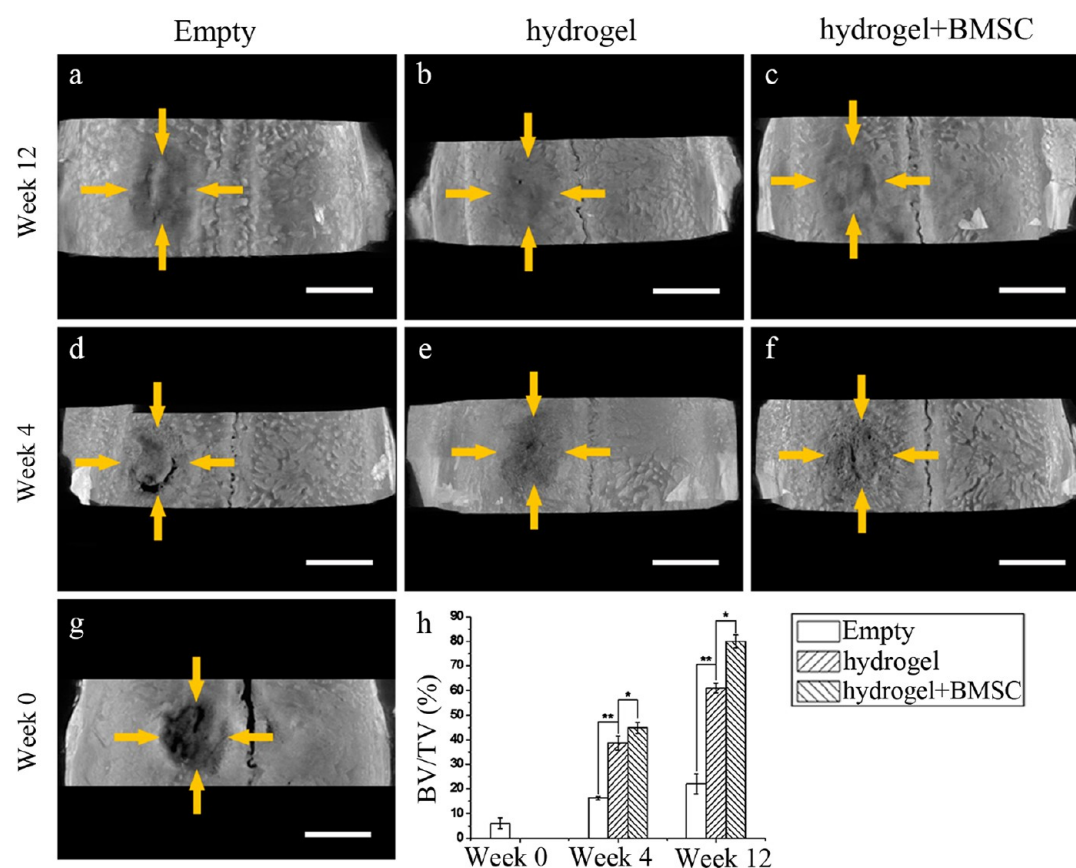 Empty
hydrogel
hydrogel+BMSC
Week 12
a
b
c
Week 4
d
e
f
Week 0
g
h
BV/TV (%)
90
80
70
60
50
40
30
20
10
0
**
*
**
*
Week 0
Week 4
Week 12
Empty
hydrogel
hydrogel+BMSC